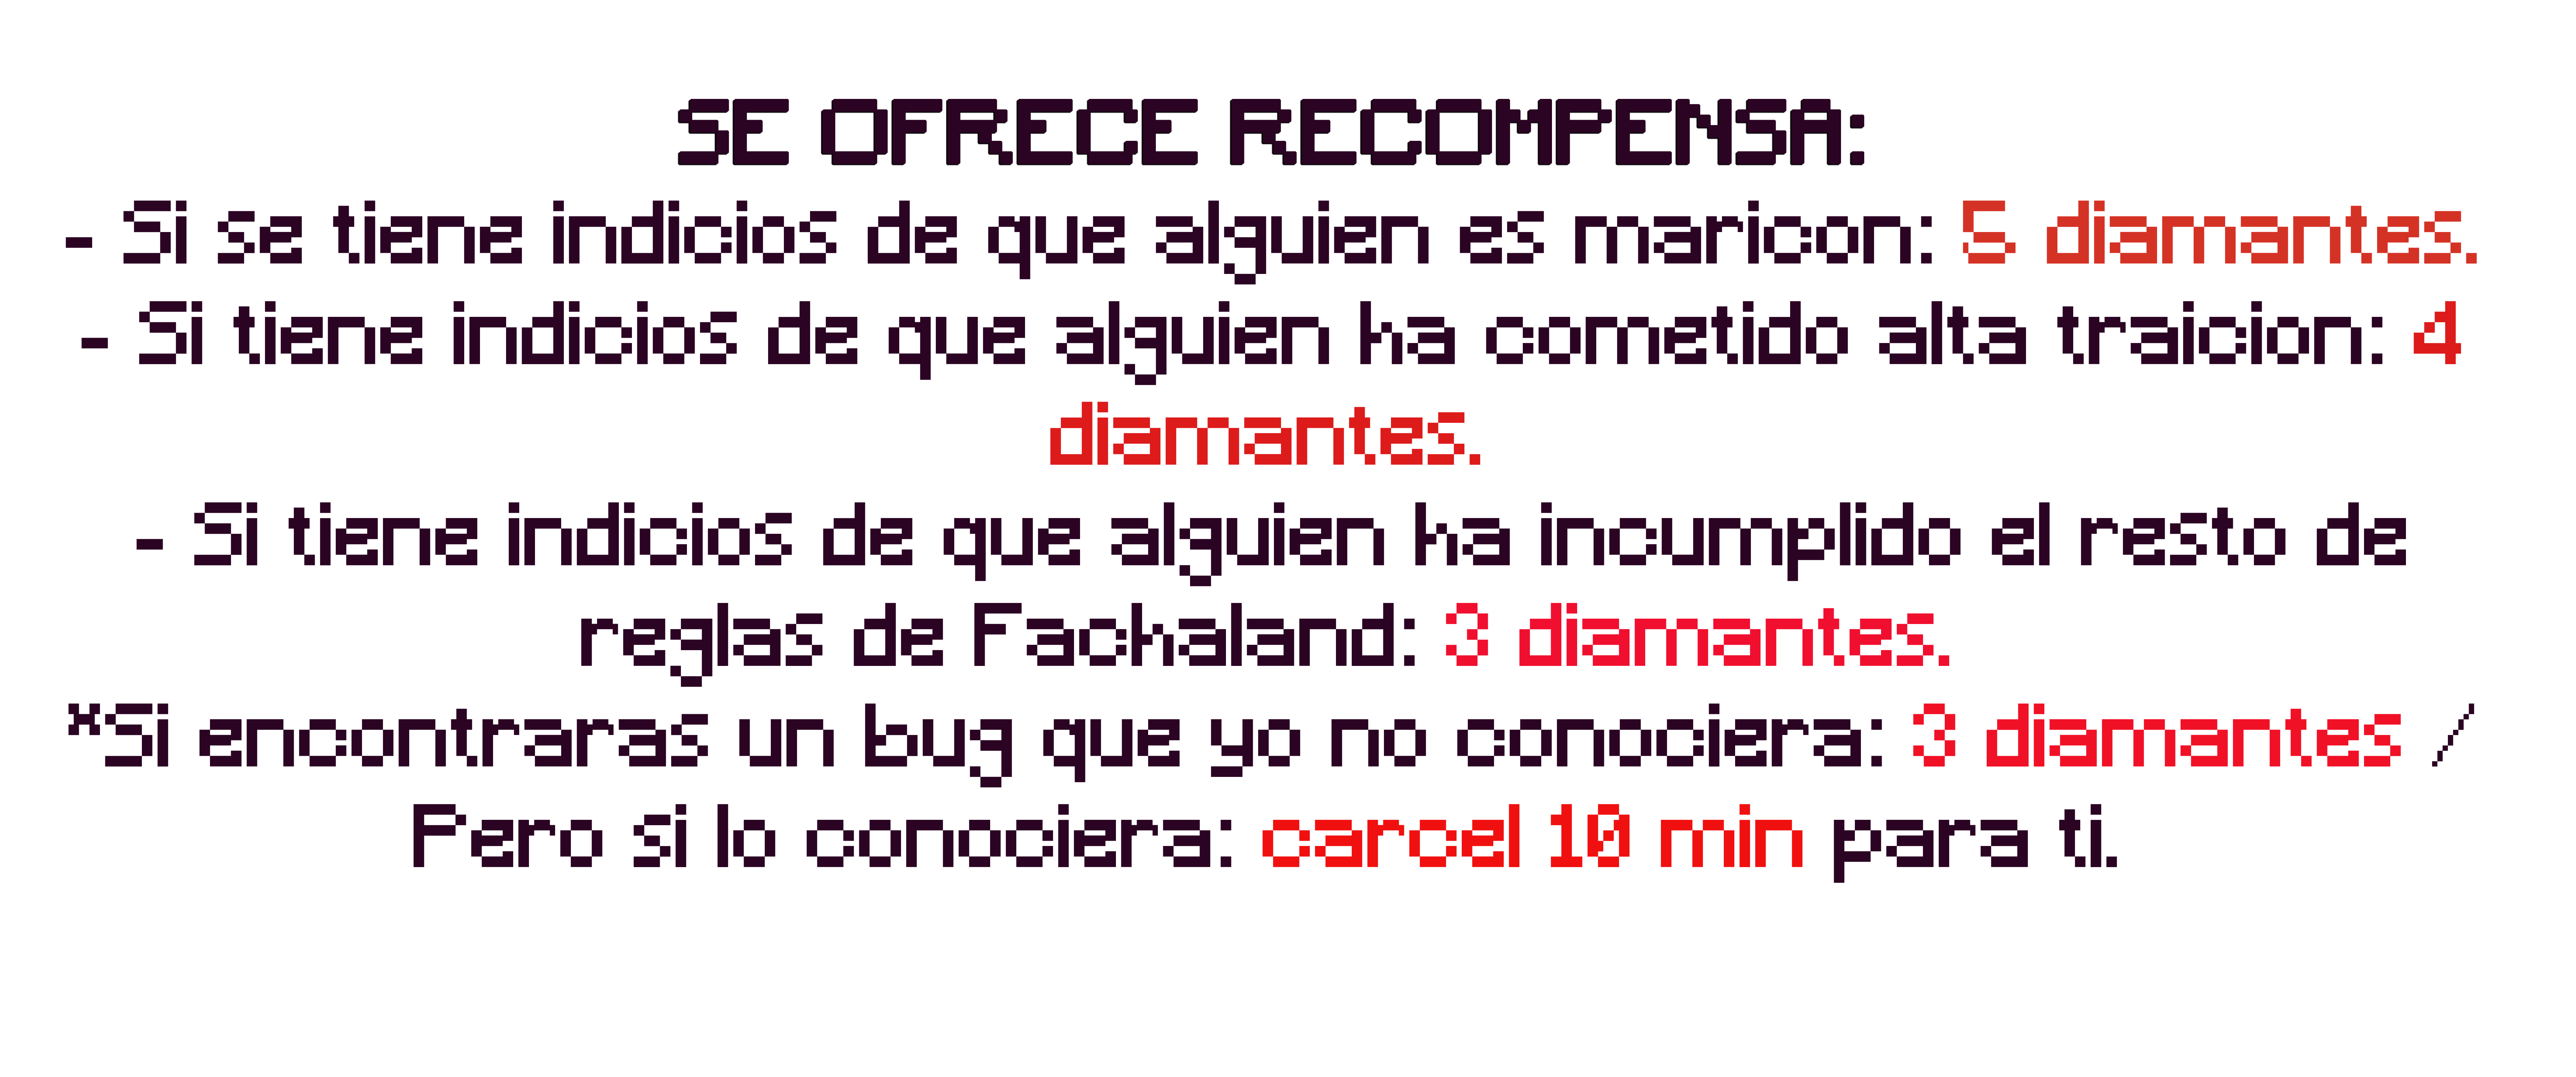 SE OFRECE RECOMPENSA:
- Si se tiene indicios de que alguien es maricon: 5 diamantes.
- Si tiene indicios de que alguien ha cometido alta traicion: 4
diamantes.
- Si tiene indicios de que alguien ha incumplido el resto de
reglas de Fachaland: 3 diamantes.
*Si encontraras un bug que yo no conociera: 3 diamantes /
Pero si lo conociera: carcel 10 min para ti.